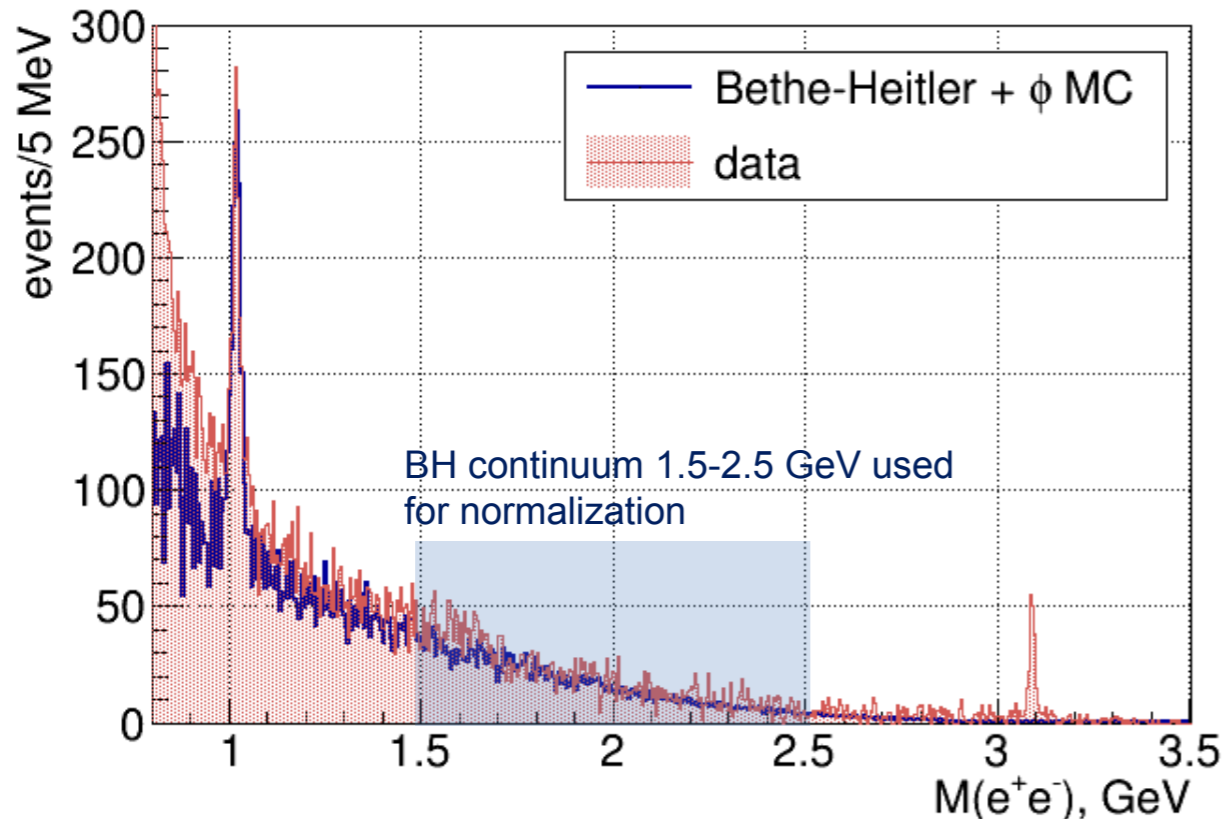 events/5 MeV
300
250
200
150
100
50
0
Bethe-Heitler + ϕ MC
data
BH continuum 1.5-2.5 GeV used
for normalization
1
1.5
2
2.5
3
3.5
M(e⁺e⁻), GeV